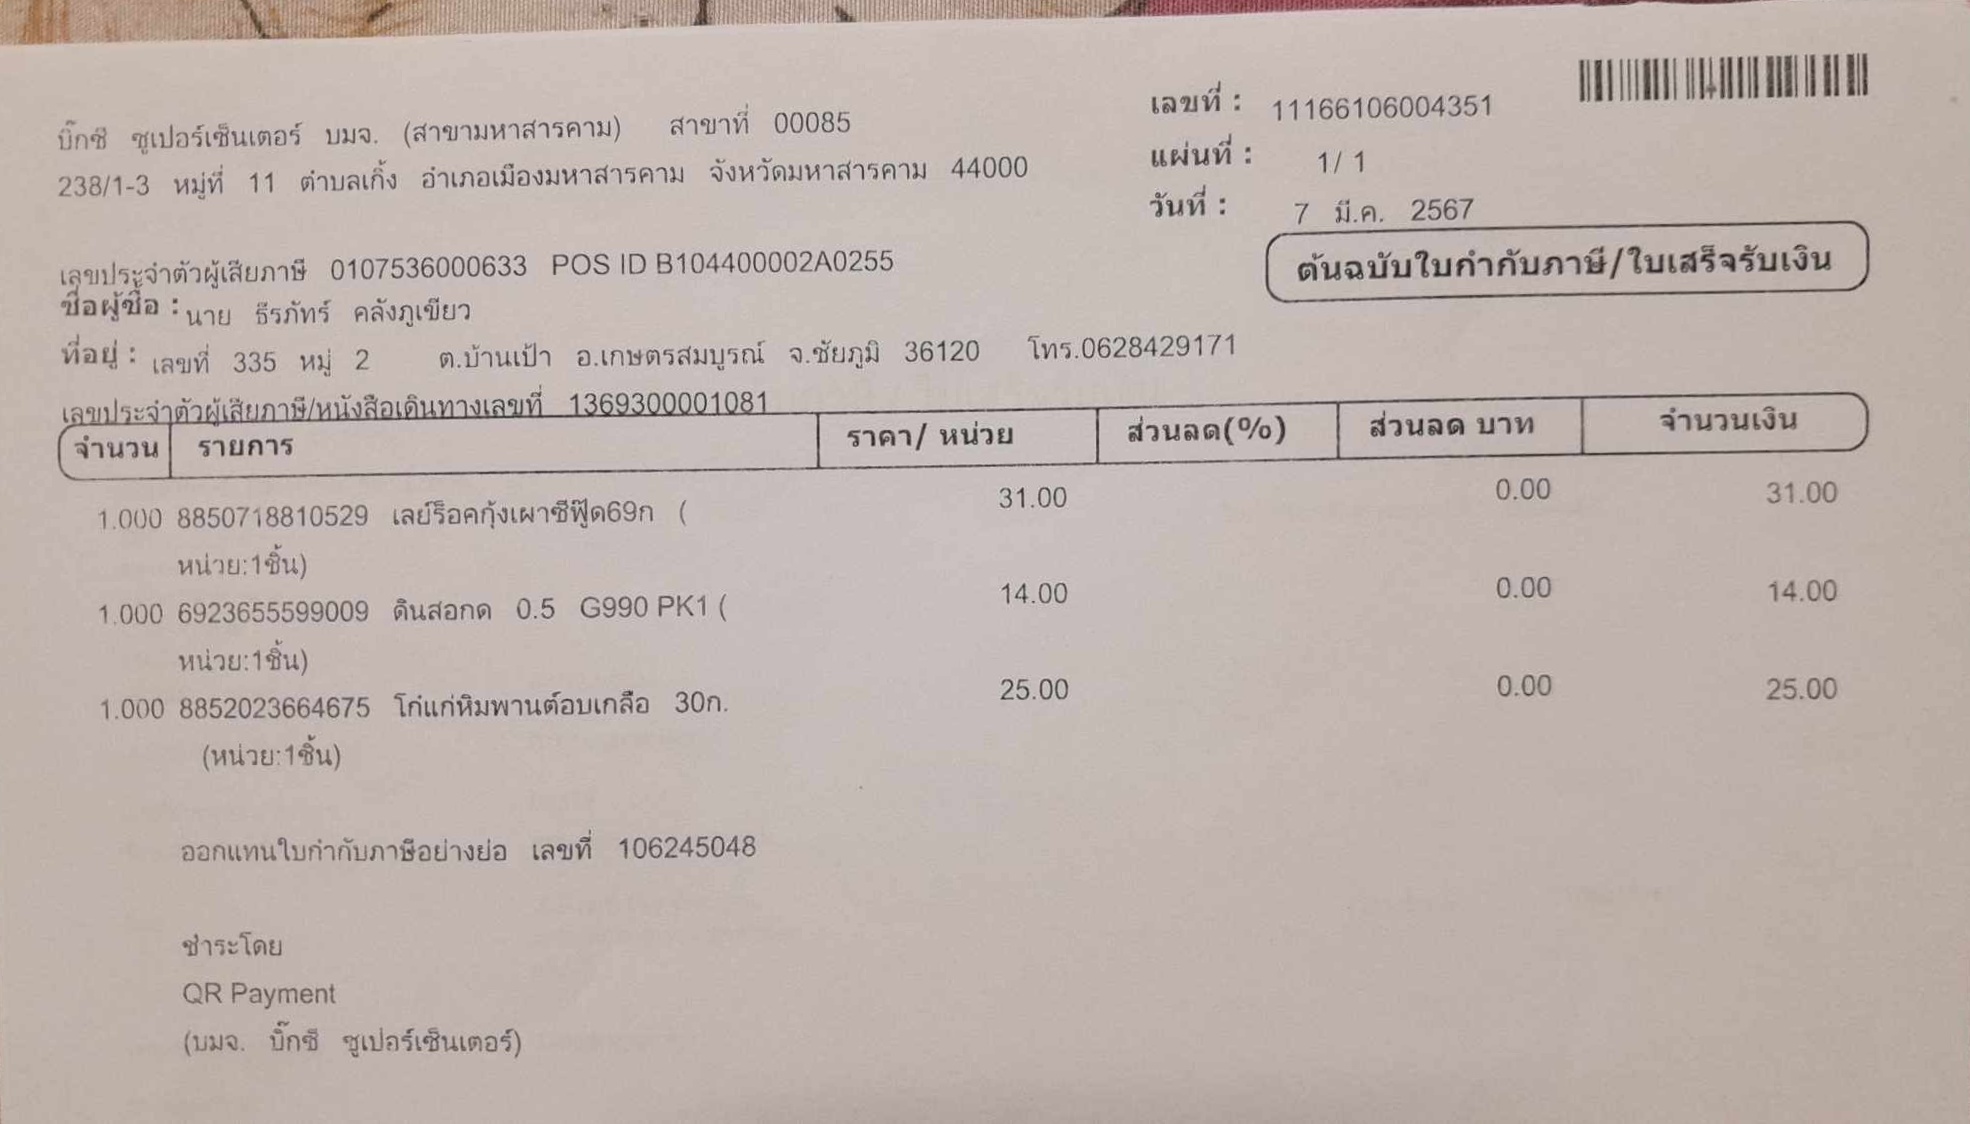 บิ๊กซี ซูเปอร์เซ็นเตอร์ บมจ. (สาขามหาสารคาม) สาขาที่ 00085
238/1-3 หมู่ที่ 11 ตำบลเกิ้ง อำเภอเมืองมหาสารคาม จังหวัดมหาสารคาม 44000
เลขที่ : 11166106004351
แผ่นที่ : 1/ 1
วันที่ : 7 มี.ค. 2567
ต้นฉบับใบกำกับภาษี/ใบเสร็จรับเงิน
เลขประจำตัวผู้เสียภาษี 0107536000633 POS ID B104400002A0255
ชื่อผู้ซื้อ : นาย ธีรภัทร์ คลังภูเขียว
ที่อยู่ : เลขที่ 335 หมู่ 2 ต.บ้านเป้า อ.เกษตรสมบูรณ์ จ.ชัยภูมิ 36120 โทร.0628429171
เลขประจำตัวผู้เสียภาษี/หนังสือเดินทางเลขที่ 1369300001081
จำนวน รายการ ราคา/ หน่วย ส่วนลด(%) ส่วนลด บาท จำนวนเงิน
1.000 8850718810529 เลย์ร็อคกุ้งเผาซีฟู๊ด69ก ( 31.00 0.00 31.00
หน่วย:1ชิ้น)
1.000 6923655599009 ดินสอกด 0.5 G990 PK1 ( 14.00 0.00 14.00
หน่วย:1ชิ้น)
1.000 8852023664675 โก๋แก่หิมพานต์อบเกลือ 30ก. 25.00 0.00 25.00
(หน่วย:1ชิ้น)
ออกแทนใบกำกับภาษีอย่างย่อ เลขที่ 106245048
ชำระโดย
QR Payment
(บมจ. บิ๊กซี ซูเปอร์เซ็นเตอร์)